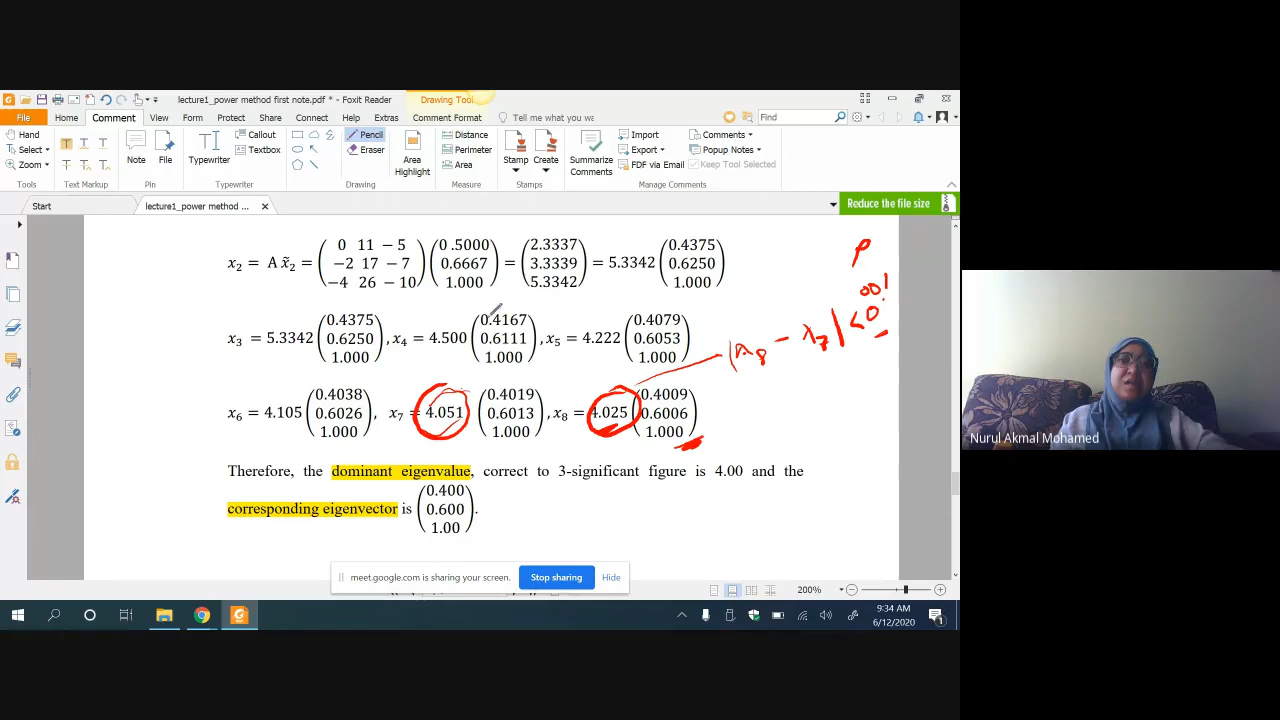 lecture1_power method first note.pdf * - Foxit Reader
Drawing Tools
File Home Comment View Form Protect Share Connect Help Extras Comment Format Tell me what you wa Find
Hand
Select
Zoom
Tools
Text Markup
Note
File
Pin
Typewriter
Callout
Textbox
Typewriter
Pencil
Eraser
Drawing
Area Highlight
Distance
Perimeter
Area
Measure
Stamp
Create
Stamps
Summarize Comments
Import
Export
FDF via Email
Comments
Popup Notes
Keep Tool Selected
Manage Comments
Start
lecture1_power method ...
Reduce the file size
x₂ = A x̃₂ = ( 0 11 − 5 ) ( 0 .5000 ) = ( 2.3337 ) = 5.3342 ( 0.4375 )
( −2 17 − 7 ) ( 0.6667 ) ( 3.3339 ) ( 0.6250 )
( −4 26 − 10 ) ( 1.000 ) ( 5.3342 ) ( 1.000 )
x₃ = 5.3342 ( 0.4375 0.6250 1.000 ) , x₄ = 4.500 ( 0.4167 0.6111 1.000 ) , x₅ = 4.222 ( 0.4079 0.6053 1.000 )
x₆ = 4.105 ( 0.4038 0.6026 1.000 ) , x₇ = 4.051 ( 0.4019 0.6013 1.000 ) , x₈ = 4.025 ( 0.4009 0.6006 1.000 )
Therefore, the dominant eigenvalue, correct to 3-significant figure is 4.00 and the
corresponding eigenvector is ( 0.400 0.600 1.00 ) .
meet.google.com is sharing your screen. Stop sharing Hide
200%
9:34 AM
6/12/2020
Nurul Akmal Mohamed